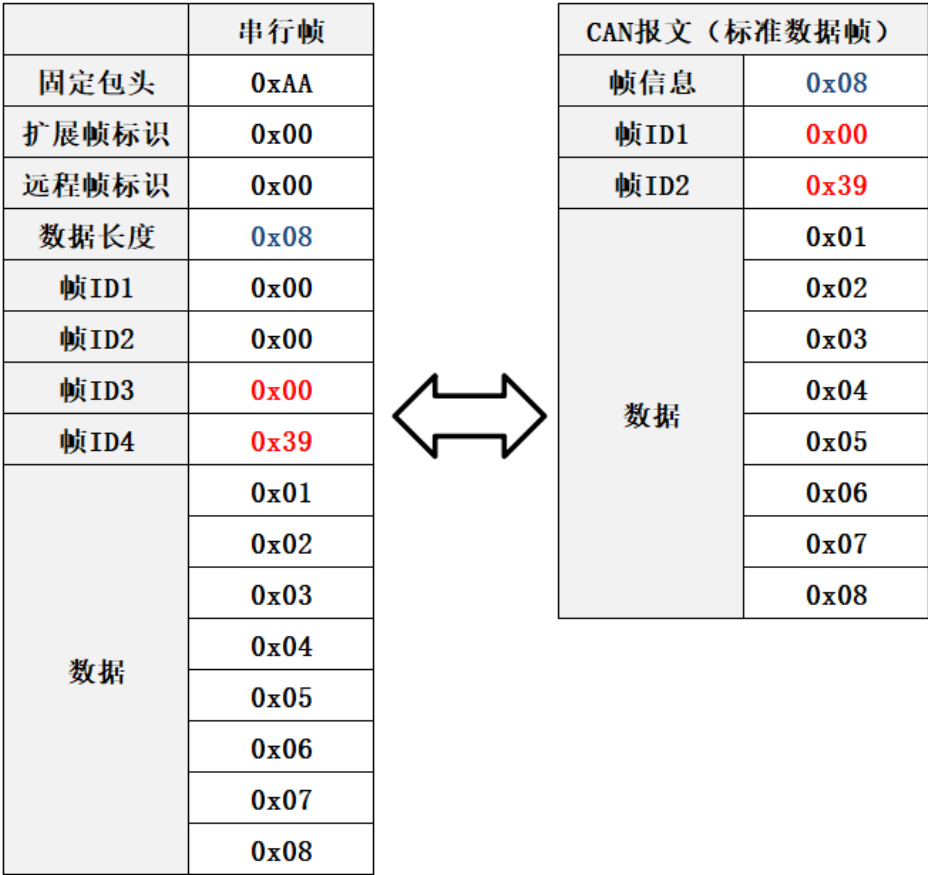 串行帧
固定包头 0xAA
扩展帧标识 0x00
远程帧标识 0x00
数据长度 0x08
帧ID1 0x00
帧ID2 0x00
帧ID3 0x00
帧ID4 0x39
数据
0x01
0x02
0x03
0x04
0x05
0x06
0x07
0x08
CAN报文（标准数据帧）
帧信息 0x08
帧ID1 0x00
帧ID2 0x39
数据
0x01
0x02
0x03
0x04
0x05
0x06
0x07
0x08